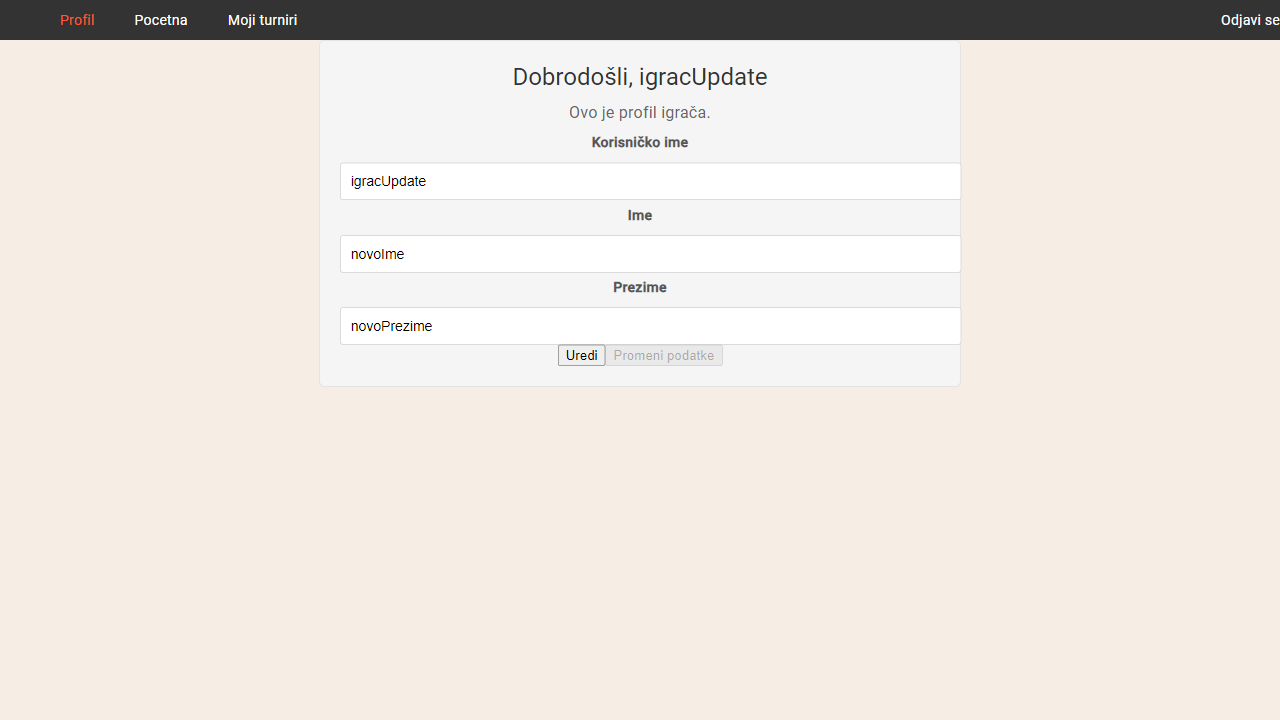 Profil Pocetna Moji turniri Odjavi se
Dobrodošli, igracUpdate
Ovo je profil igrača.
Korisničko ime
igracUpdate
Ime
novoIme
Prezime
novoPrezime
Uredi Promeni podatke